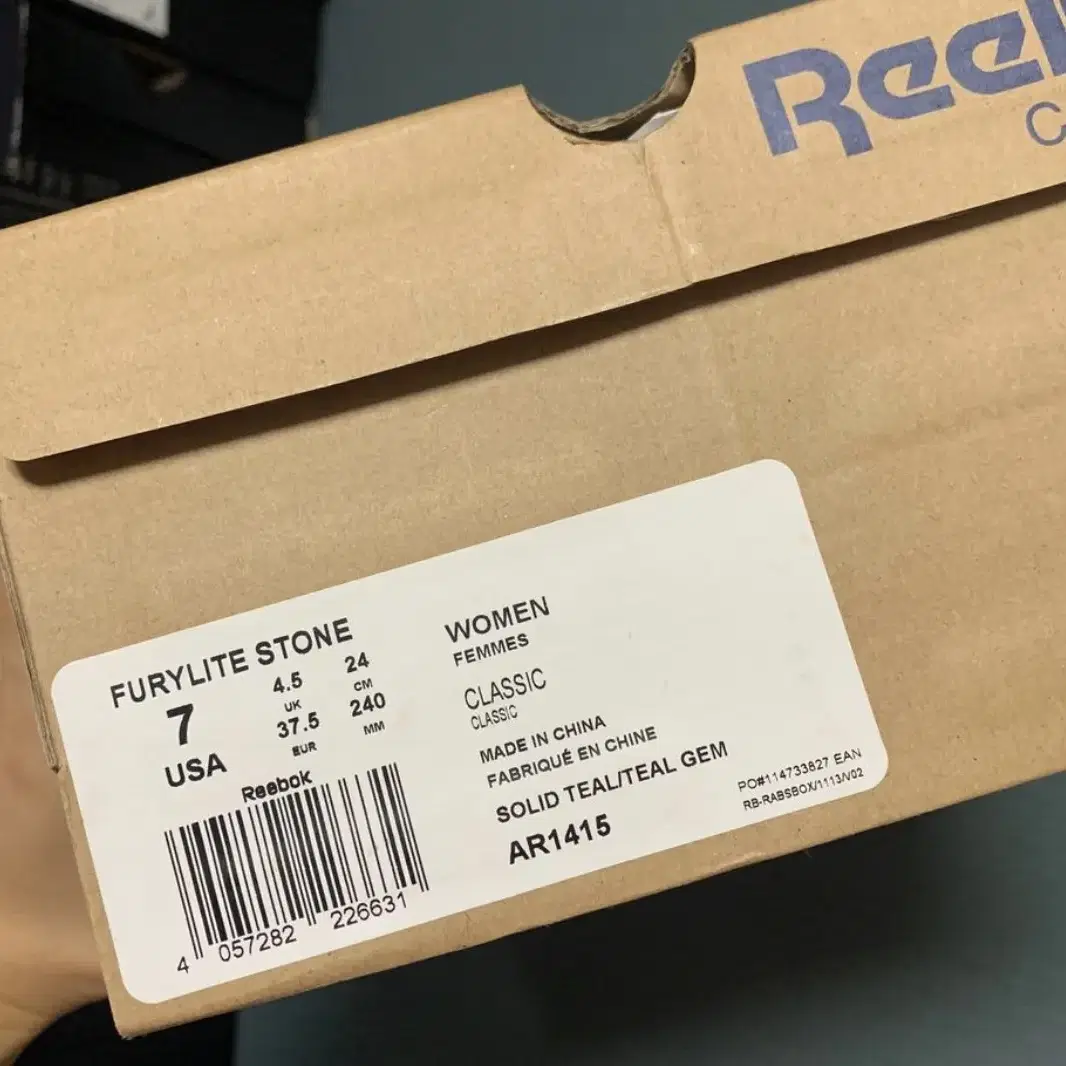 Reebok
FURYLITE STONE
7
USA
4.5
UK
37.5
EUR
24
CM
240
MM
Reebok
4 057282 226631
WOMEN
FEMMES
CLASSIC
CLASSIC
MADE IN CHINA
FABRIQUÉ EN CHINE
SOLID TEAL/TEAL GEM
AR1415
PO#114733827 EAN
RB-RABSBOX/1113/V02